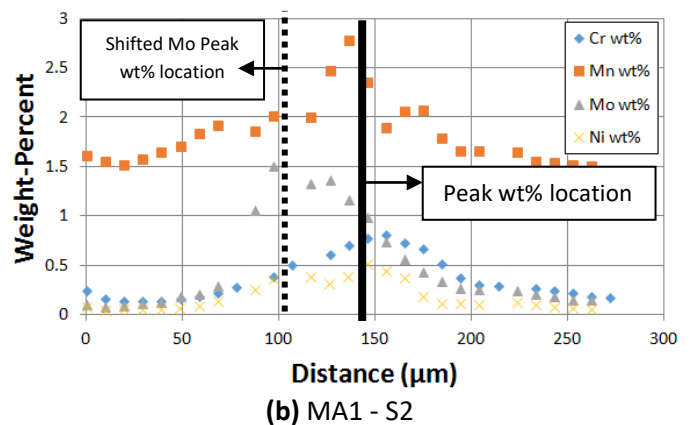 3
2.5
2
1.5
1
0.5
0
Weight-Percent
Shifted Mo Peak
wt% location
Cr wt%
Mn wt%
Mo wt%
Ni wt%
Peak wt% location
0
50
100
150
200
250
300
Distance (µm)
(b) MA1 - S2